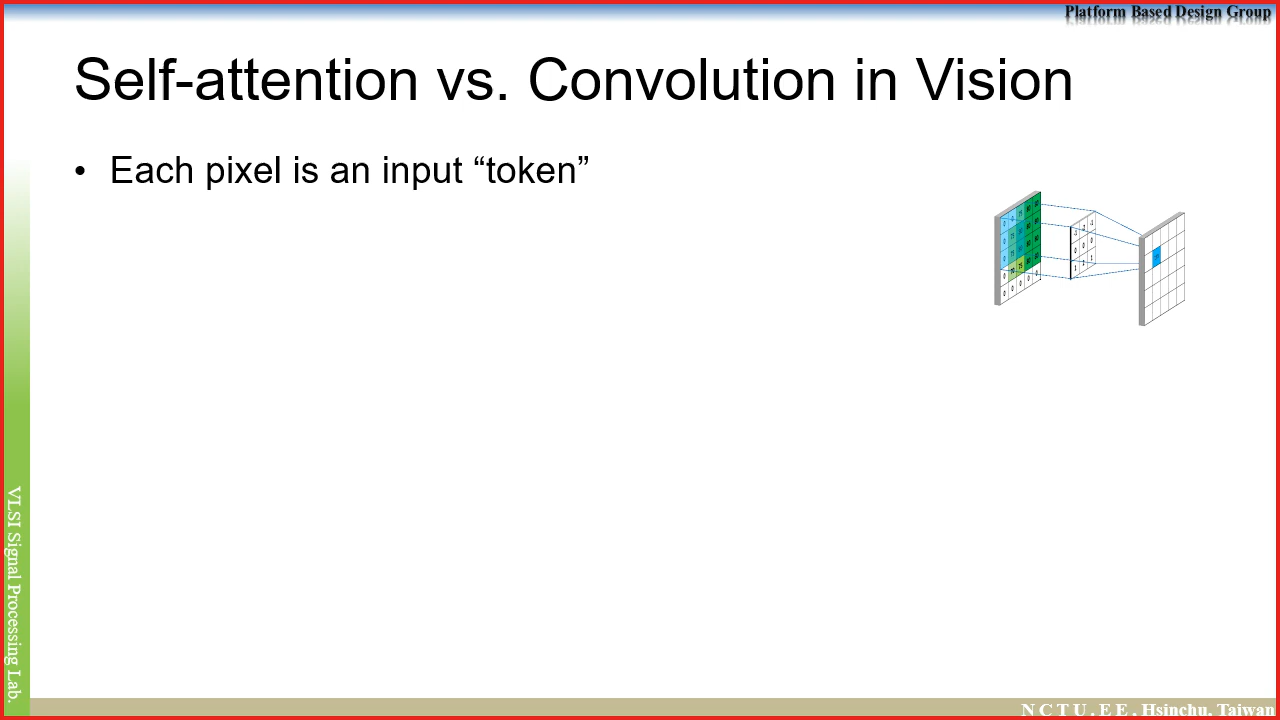 Platform Based Design Group
Self-attention vs. Convolution in Vision
• Each pixel is an input “token”
VLSI Signal Processing Lab.
N C T U . E E , Hsinchu, Taiwan